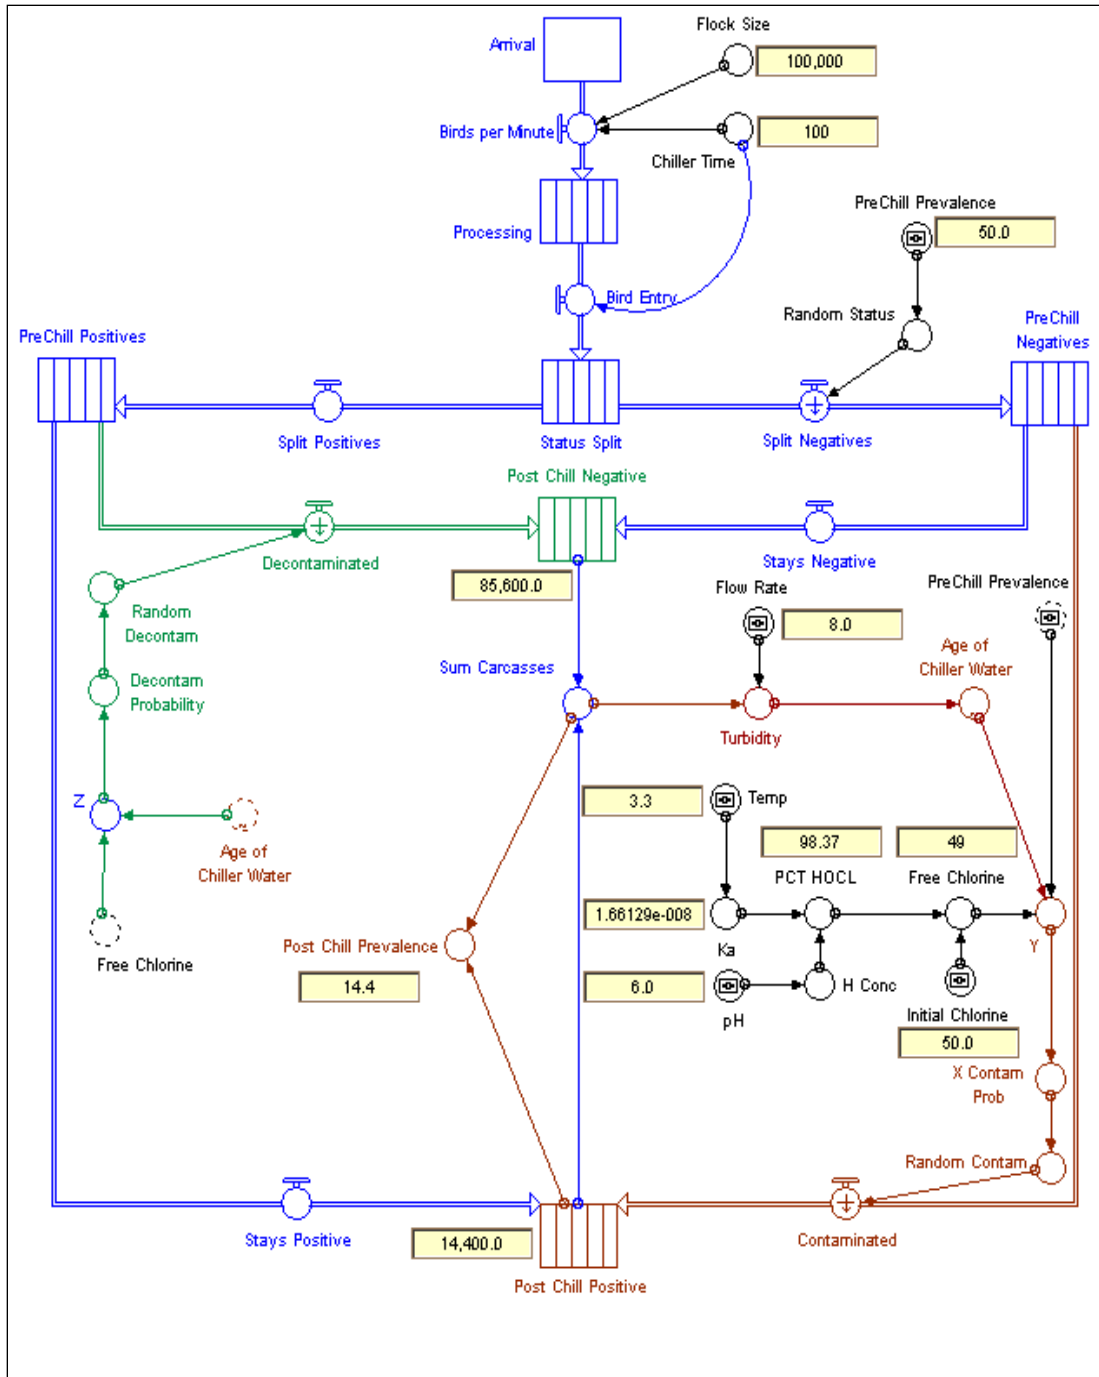 Flock Size
Arrival
100,000
Birds per Minute
100
Chiller Time
PreChill Prevalence
50.0
Processing
Bird Entry
Random Status
PreChill Positives
PreChill
Negatives
Split Positives
Status Split
Split Negatives
Post Chill Negative
Decontaminated
Stays Negative
85,600.0
Flow Rate
PreChill Prevalence
8.0
Random
Decontam
Sum Carcasses
Age of
Chiller Water
Decontam
Probability
Turbidity
Z
3.3
Temp
98.37
49
Age of
Chiller Water
PCT HOCL
Free Chlorine
1.66129e-008
Ka
Y
Post Chill Prevalence
Free Chlorine
14.4
6.0
H Conc
pH
Initial Chlorine
50.0
X Contam
Prob
Random Contam
Stays Positive
14,400.0
Contaminated
Post Chill Positive